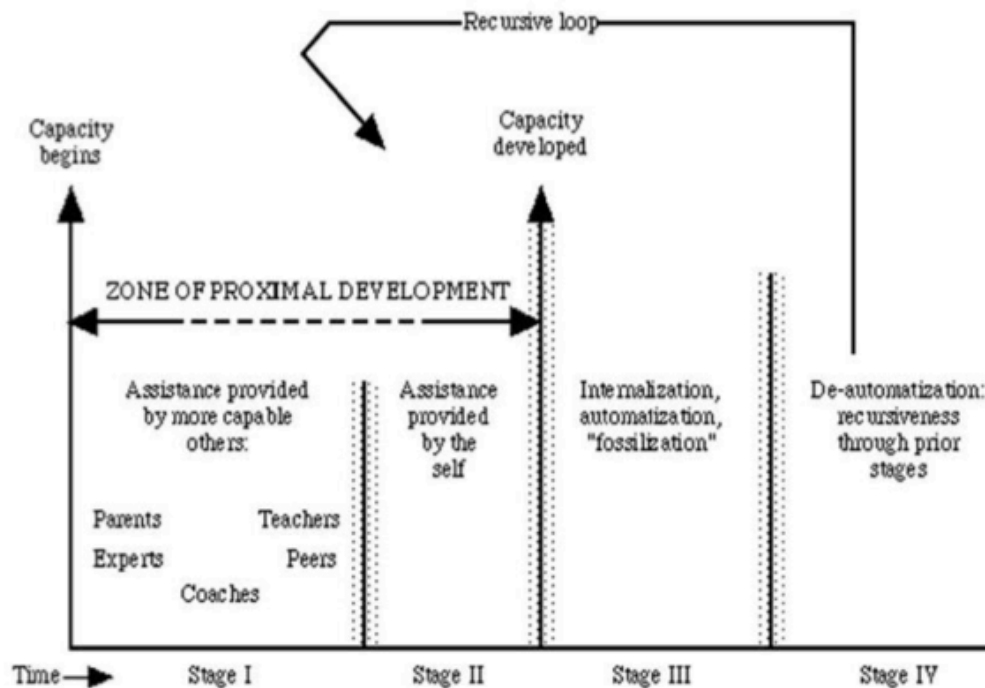 Recursive loop
Capacity
begins
Capacity
developed
ZONE OF PROXIMAL DEVELOPMENT
Assistance provided
by more capable
others:
Parents
Teachers
Experts
Peers
Coaches
Assistance
provided
by the
self
Internalization,
automatization,
"fossilization"
De-automatization:
recursiveness
through prior
stages
Time
Stage I
Stage II
Stage III
Stage IV